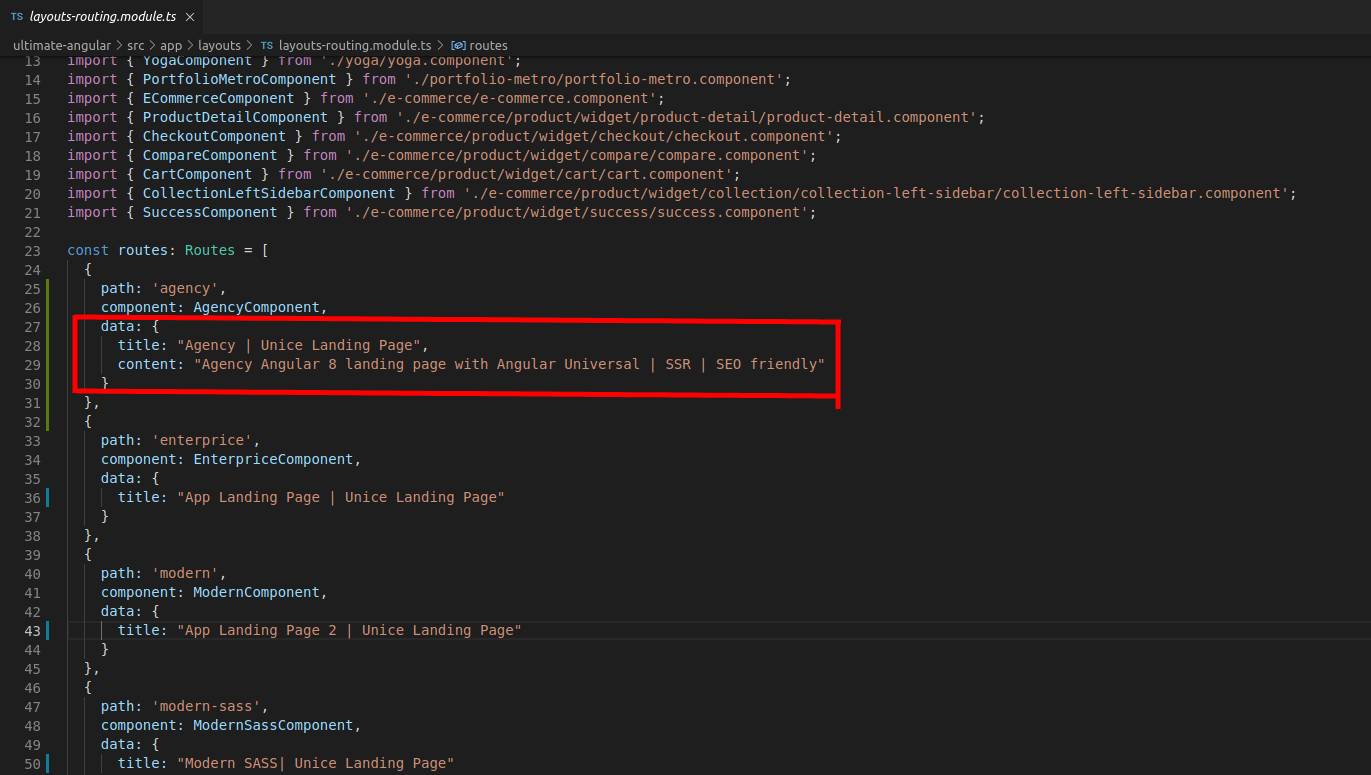 TS layouts-routing.module.ts ×
ultimate-angular > src > app > layouts > TS layouts-routing.module.ts > routes
13 import { YogaComponent } from './yoga/yoga.component';
14 import { PortfolioMetroComponent } from './portfolio-metro/portfolio-metro.component';
15 import { ECommerceComponent } from './e-commerce/e-commerce.component';
16 import { ProductDetailComponent } from './e-commerce/product/widget/product-detail/product-detail.component';
17 import { CheckoutComponent } from './e-commerce/product/widget/checkout/checkout.component';
18 import { CompareComponent } from './e-commerce/product/widget/compare/compare.component';
19 import { CartComponent } from './e-commerce/product/widget/cart/cart.component';
20 import { CollectionLeftSidebarComponent } from './e-commerce/product/widget/collection/collection-left-sidebar/collection-left-sidebar.component';
21 import { SuccessComponent } from './e-commerce/product/widget/success/success.component';
22
23 const routes: Routes = [
24 {
25 path: 'agency',
26 component: AgencyComponent,
27 data: {
28 title: "Agency | Unice Landing Page",
29 content: "Agency Angular 8 landing page with Angular Universal | SSR | SEO friendly"
30 }
31 },
32 {
33 path: 'enterprice',
34 component: EnterpriceComponent,
35 data: {
36 title: "App Landing Page | Unice Landing Page"
37 }
38 },
39 {
40 path: 'modern',
41 component: ModernComponent,
42 data: {
43 title: "App Landing Page 2 | Unice Landing Page"
44 }
45 },
46 {
47 path: 'modern-sass',
48 component: ModernSassComponent,
49 data: {
50 title: "Modern SASS| Unice Landing Page"